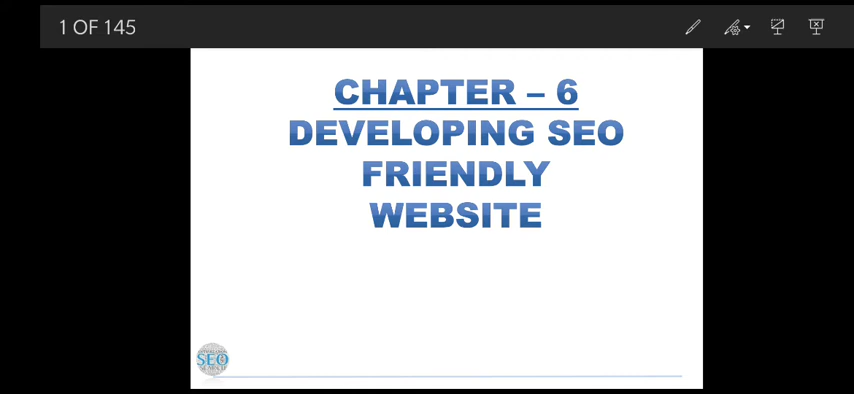 1 OF 145
CHAPTER – 6
DEVELOPING SEO
FRIENDLY
WEBSITE
SEO